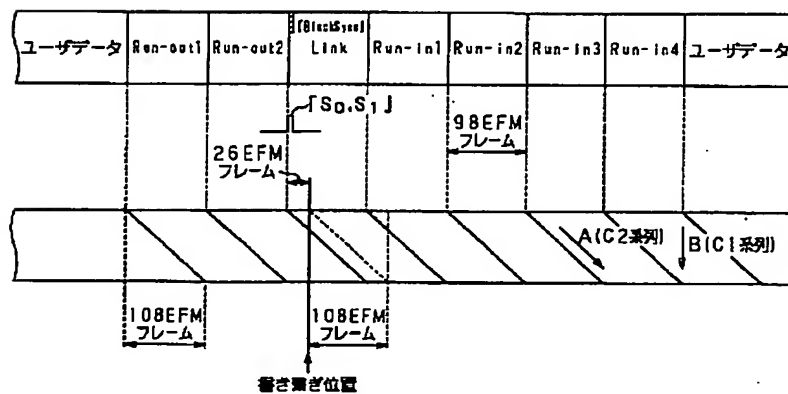 「BlockSync」
ユーザデータ Run-out1 Run-out2 Link Run-in1 Run-in2 Run-in3 Run-in4 ユーザデータ
「S0,S1」
26EFM
フレーム
98EFM
フレーム
A(C2系列)
B(C1系列)
108EFM
フレーム
108EFM
フレーム
書き繋ぎ位置